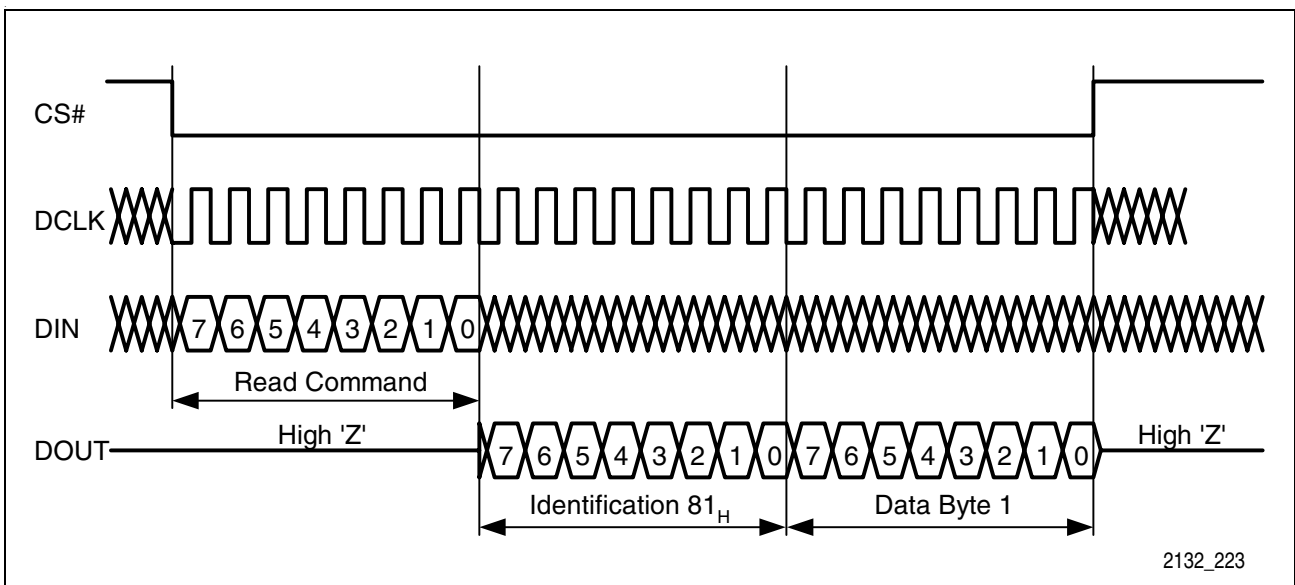 CS#
DCLK
DIN 7 6 5 4 3 2 1 0
Read Command
DOUT High 'Z' 7 6 5 4 3 2 1 0 7 6 5 4 3 2 1 0 High 'Z'
Identification 81H Data Byte 1
2132_223